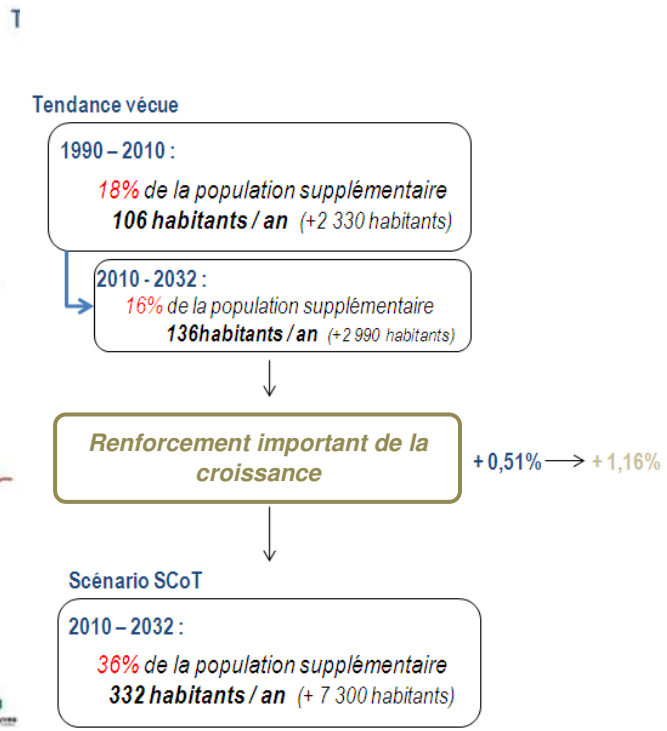 T
Tendance vécue
1990 – 2010 :
18% de la population supplémentaire
106 habitants / an (+2 330 habitants)
2010 - 2032 :
16% de la population supplémentaire
136habitants / an (+2 990 habitants)
Renforcement important de la
croissance
+ 0,51% → + 1,16%
Scénario SCoT
2010 – 2032 :
36% de la population supplémentaire
332 habitants / an (+ 7 300 habitants)